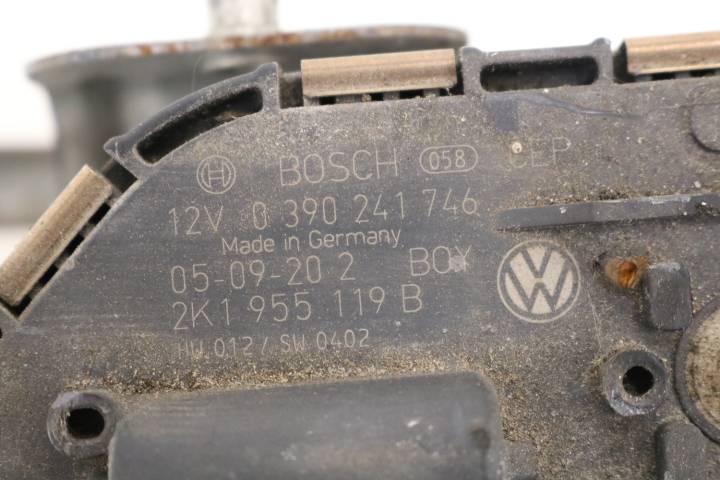 BOSCH 058 CEP
12V 0 390 241 746
Made in Germany
05-09-20 2 BOY
2K1 955 119 B
HW 012 / SW 0402